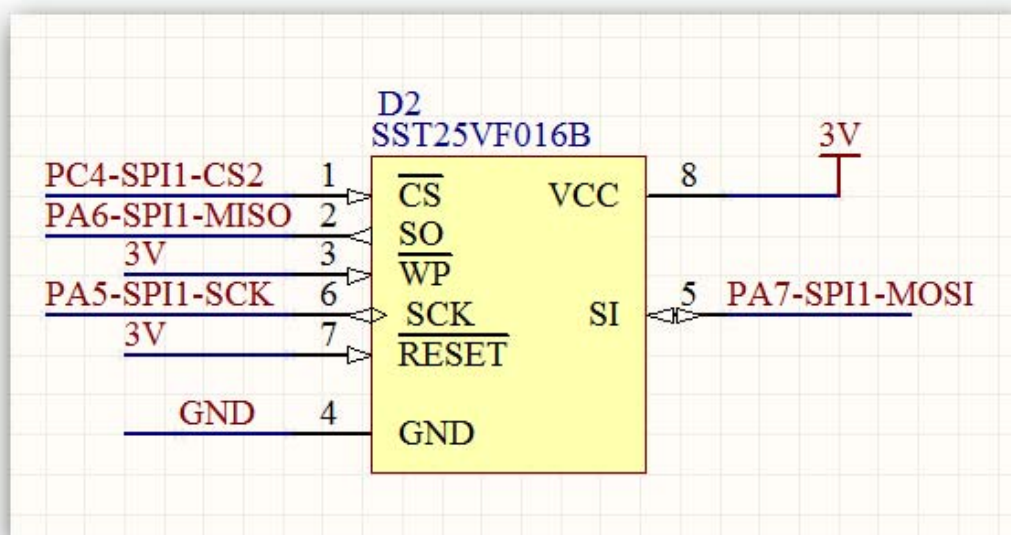 D2
SST25VF016B
3V
PC4-SPI1-CS2 1 CS VCC 8
PA6-SPI1-MISO 2 SO
3V 3 WP
PA5-SPI1-SCK 6 SCK SI 5 PA7-SPI1-MOSI
3V 7 RESET
GND 4 GND